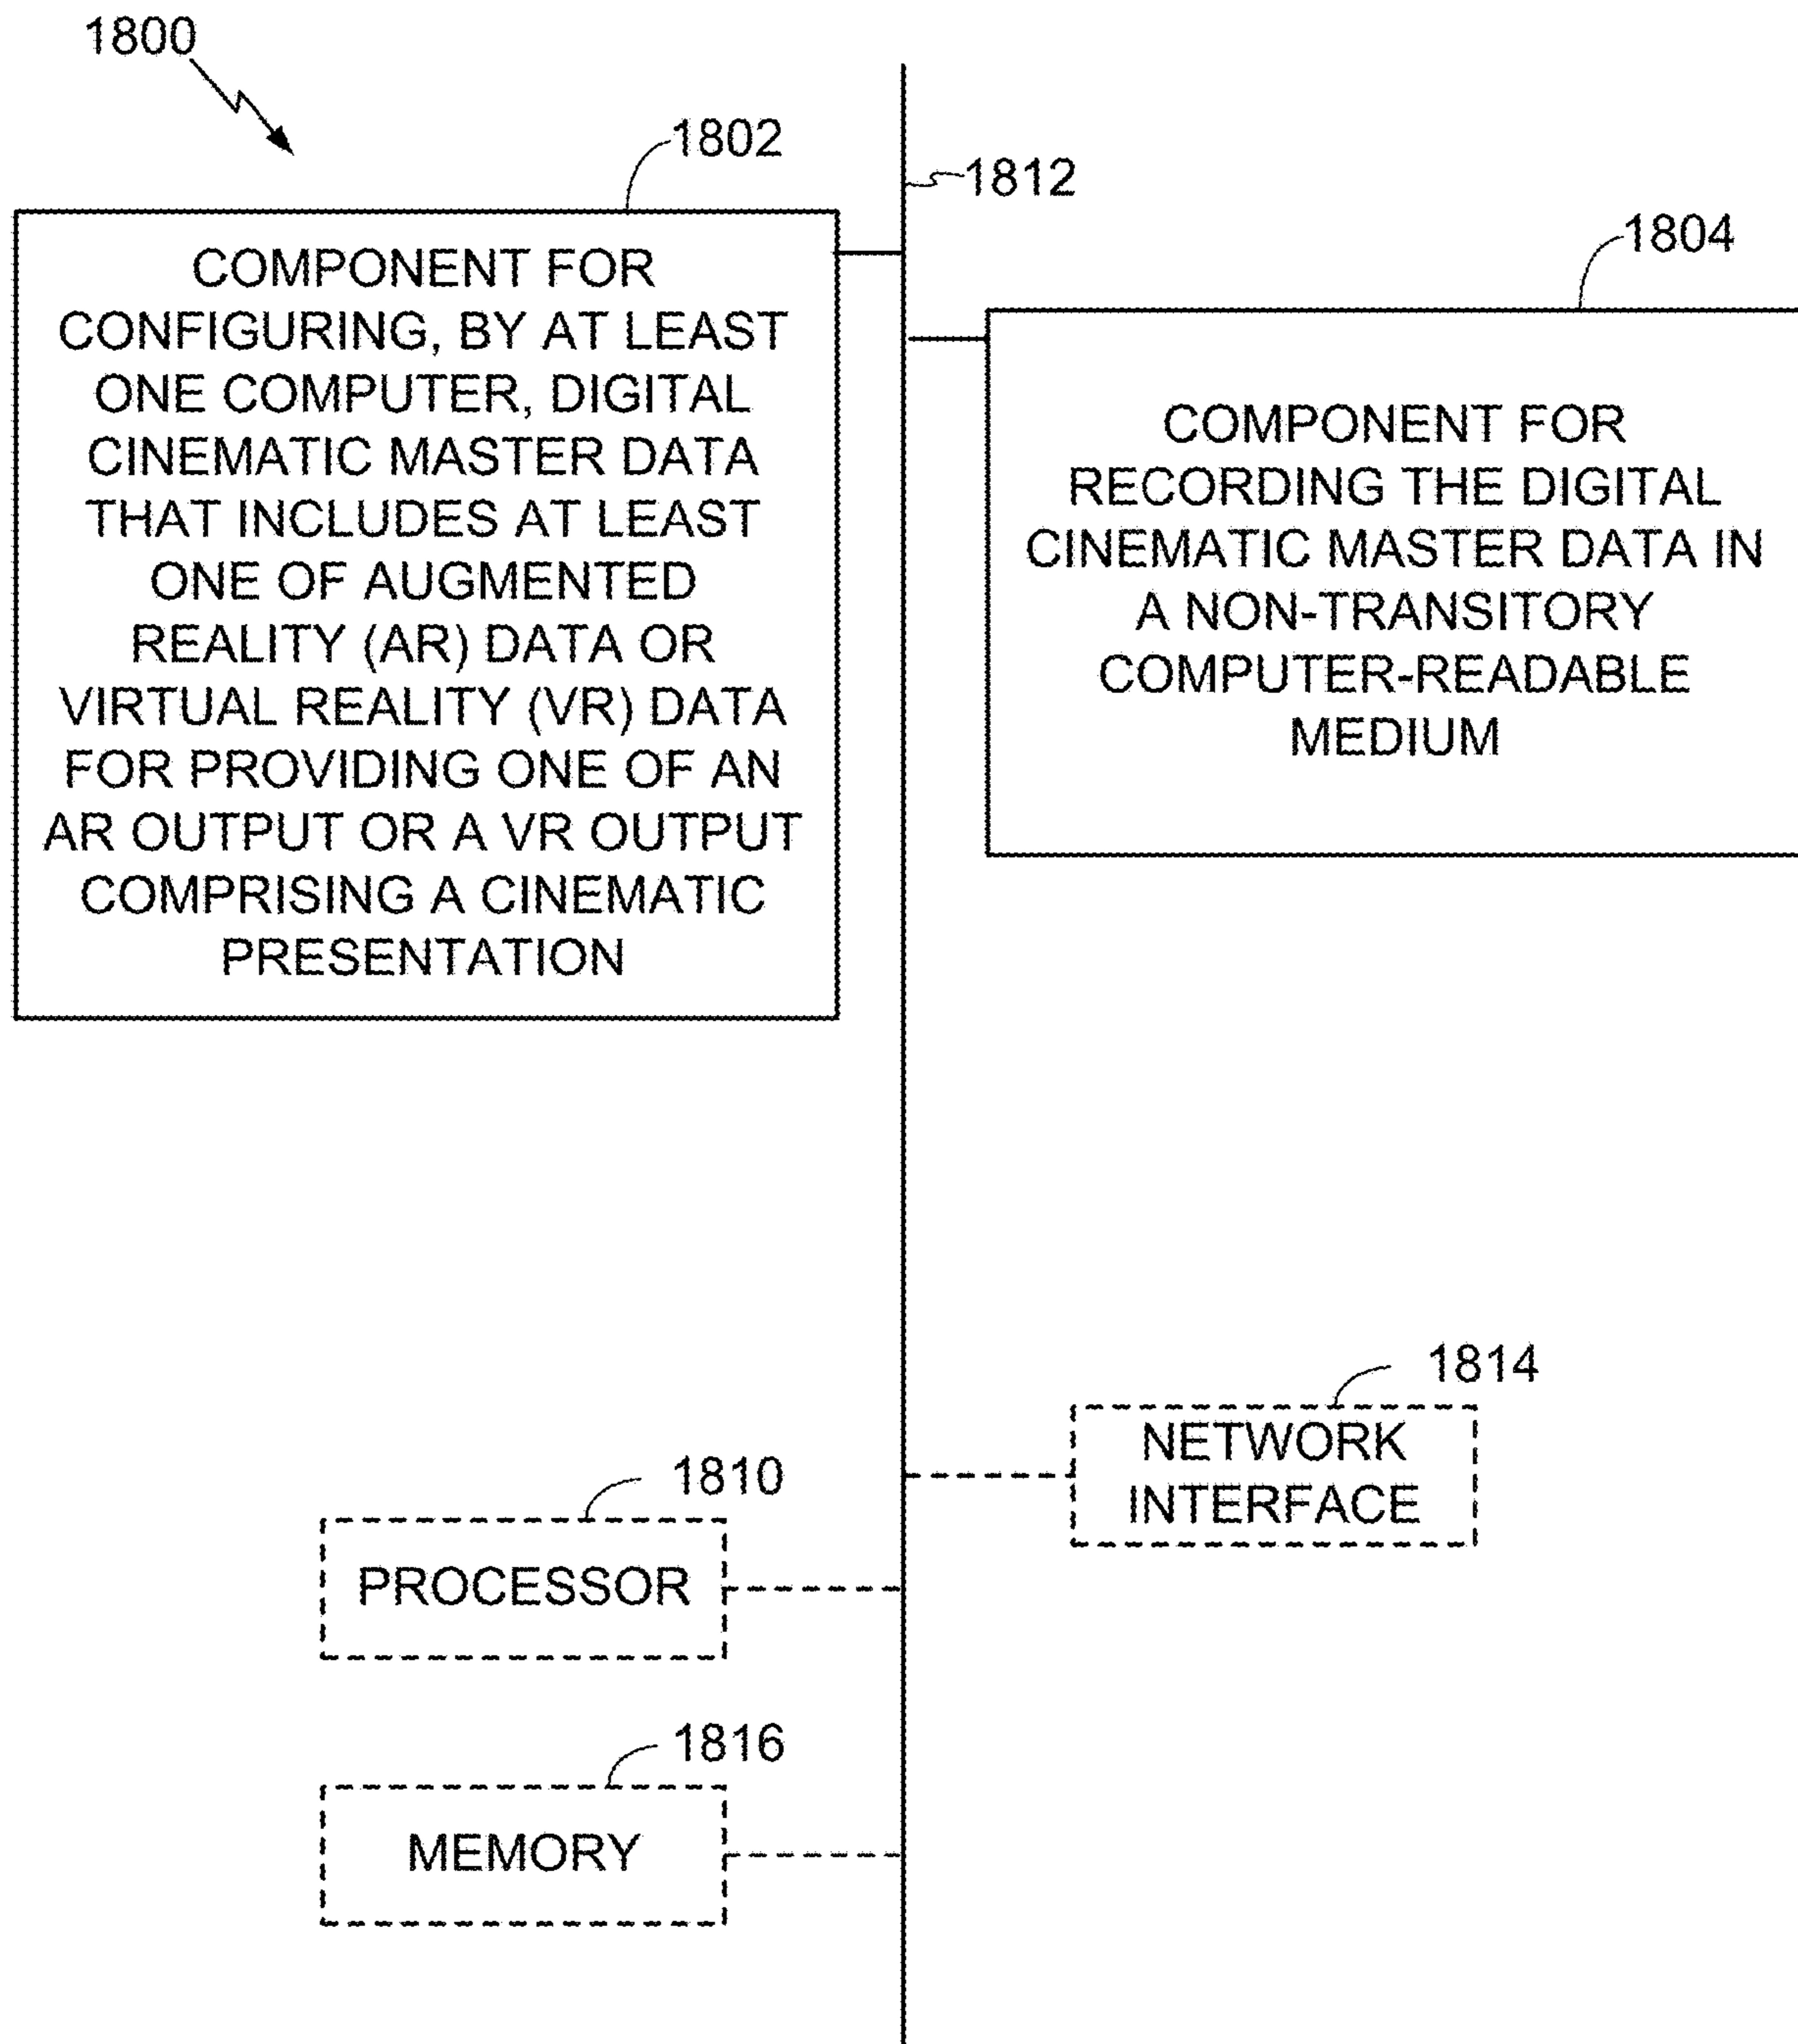 1800
1802
1812
1804
COMPONENT FOR
CONFIGURING, BY AT LEAST
ONE COMPUTER, DIGITAL
CINEMATIC MASTER DATA
THAT INCLUDES AT LEAST
ONE OF AUGMENTED
REALITY (AR) DATA OR
VIRTUAL REALITY (VR) DATA
FOR PROVIDING ONE OF AN
AR OUTPUT OR A VR OUTPUT
COMPRISING A CINEMATIC
PRESENTATION
COMPONENT FOR
RECORDING THE DIGITAL
CINEMATIC MASTER DATA IN
A NON-TRANSITORY
COMPUTER-READABLE
MEDIUM
1814
NETWORK
INTERFACE
1810
PROCESSOR
1816
MEMORY